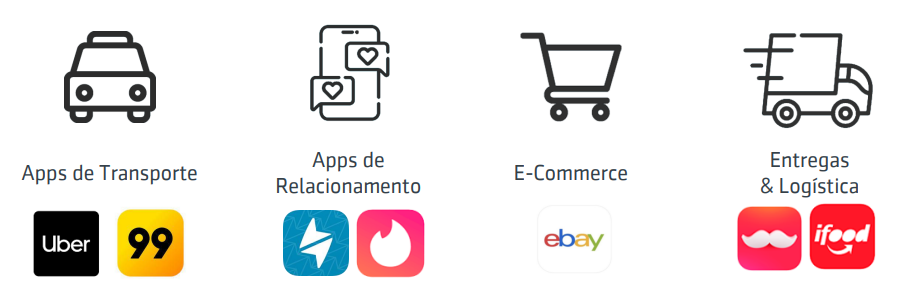 Apps de Transporte
Apps de
Relacionamento
E-Commerce
Entregas
& Logística
Uber
99
ebay
ifood